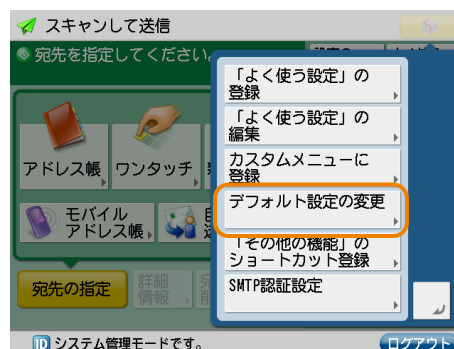 スキャンして送信
宛先を指定してください。
「よく使う設定」の
登録
「よく使う設定」の
編集
カスタムメニューに
登録
デフォルト設定の変更
「その他の機能」の
ショートカット登録
SMTP認証設定
アドレス帳
ワンタッチ
モバイル
アドレス帳
宛先の指定
詳細
情報
ID システム管理モードです。
ログアウト